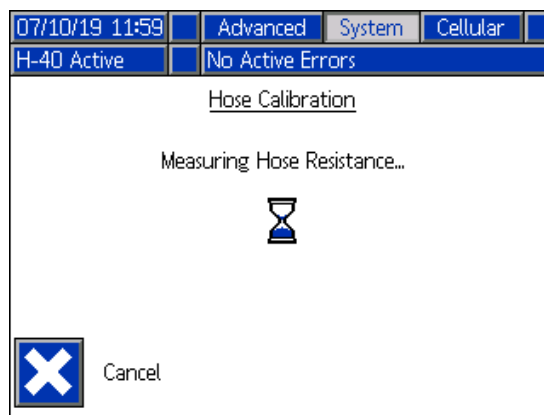 07/10/19 11:59 Advanced System Cellular
H-40 Active No Active Errors
Hose Calibration
Measuring Hose Resistance...
Cancel